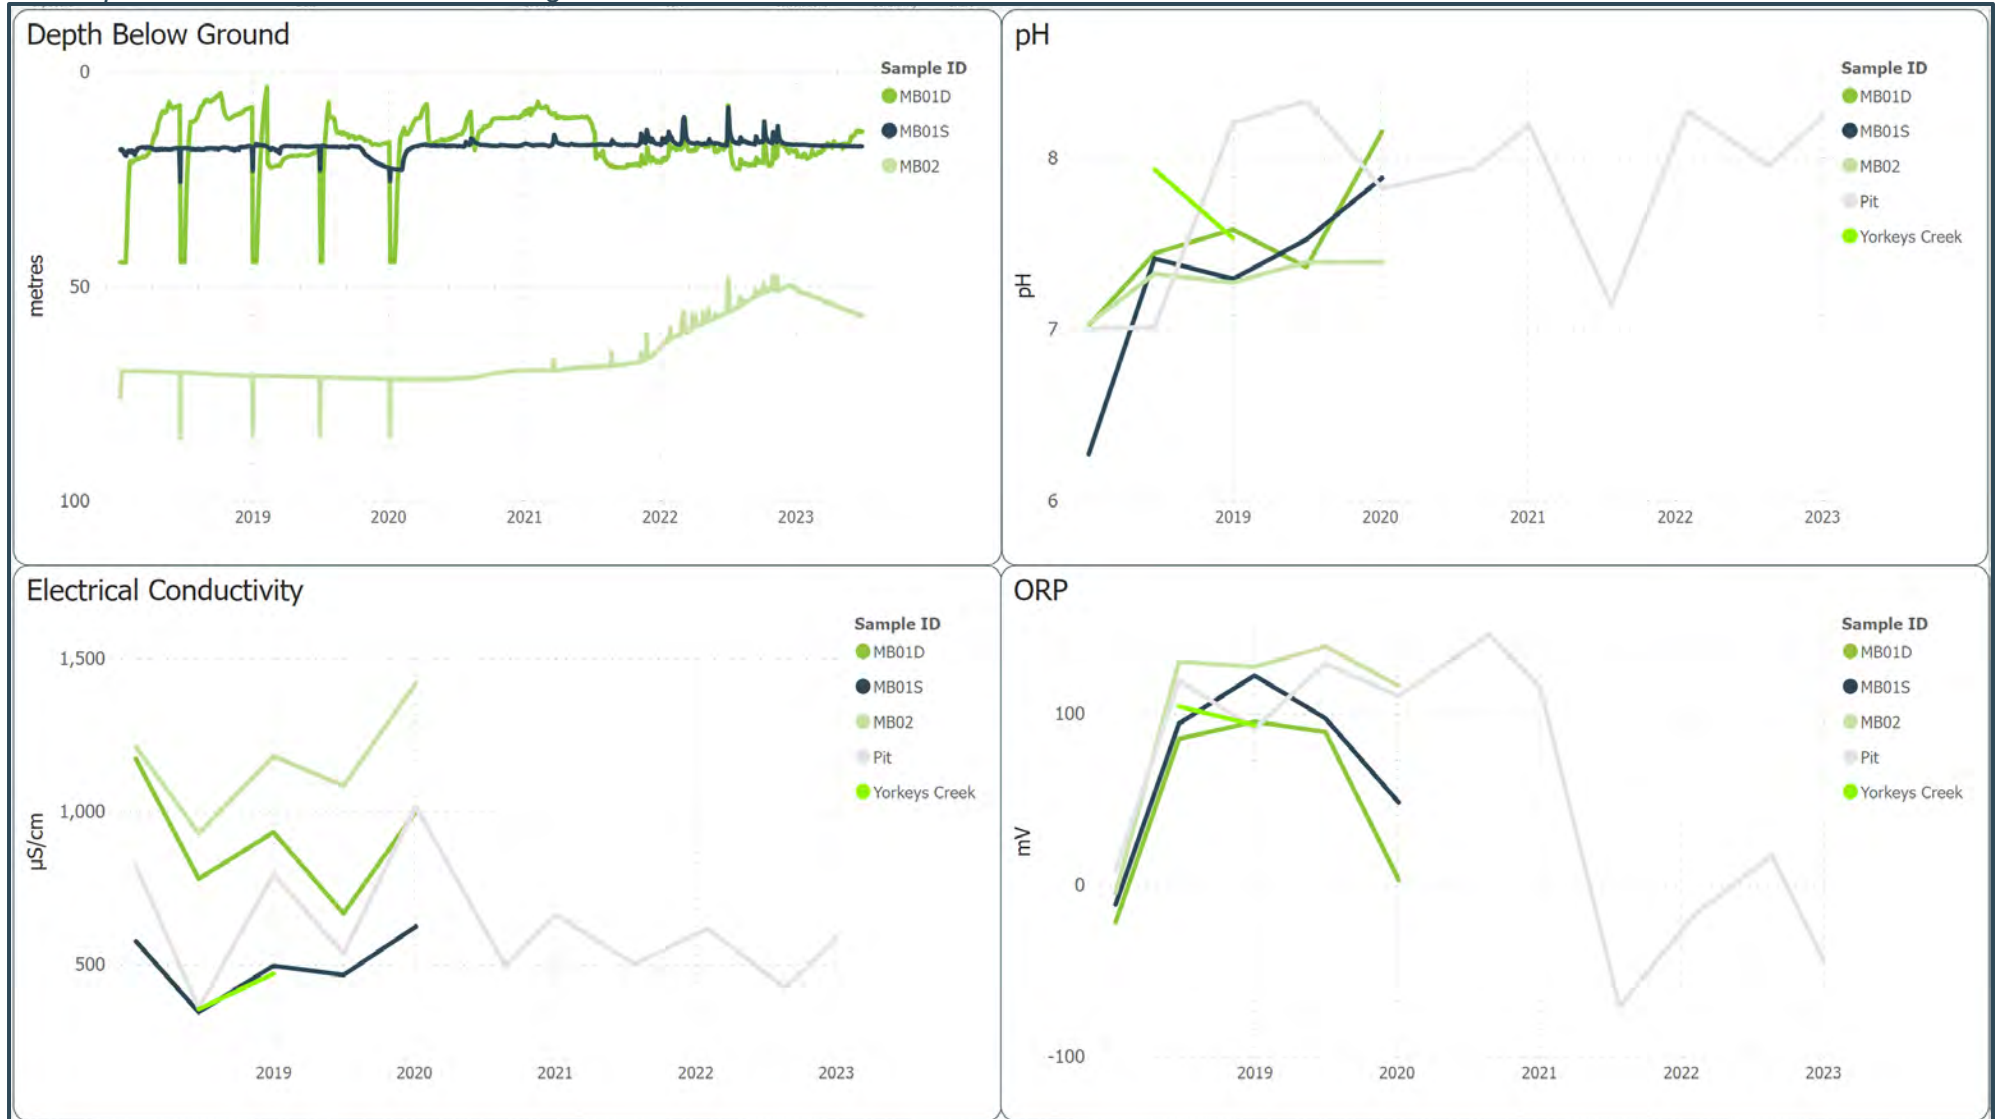 Depth Below Ground
Sample ID
MB01D
MB01S
MB02
metres
0
50
100
2019 2020 2021 2022 2023
pH
Sample ID
MB01D
MB01S
MB02
Pit
Yorkeys Creek
pH
8
7
6
2019 2020 2021 2022 2023
Electrical Conductivity
Sample ID
MB01D
MB01S
MB02
Pit
Yorkeys Creek
µS/cm
1,500
1,000
500
2019 2020 2021 2022 2023
ORP
Sample ID
MB01D
MB01S
MB02
Pit
Yorkeys Creek
mV
100
0
-100
2019 2020 2021 2022 2023